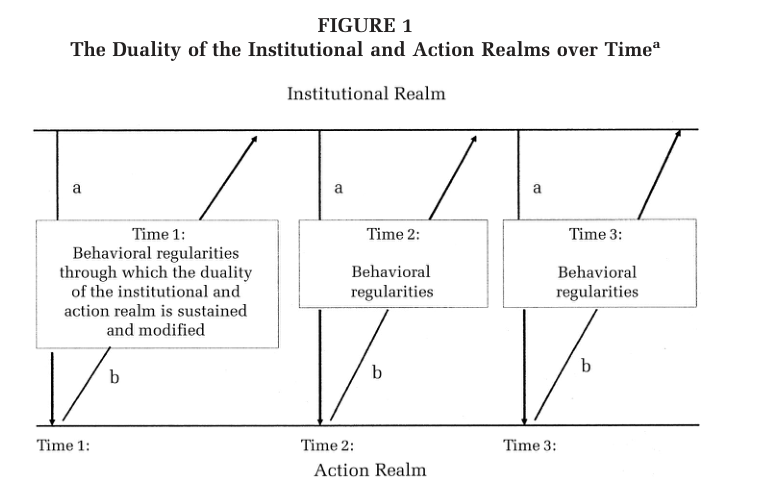 FIGURE 1
The Duality of the Institutional and Action Realms over Timeª
Institutional Realm
a
a
a
Time 1:
Behavioral regularities
through which the duality
of the institutional and
action realm is sustained
and modified
Time 2:
Behavioral
regularities
Time 3:
Behavioral
regularities
b
b
b
Time 1:
Time 2:
Time 3:
Action Realm